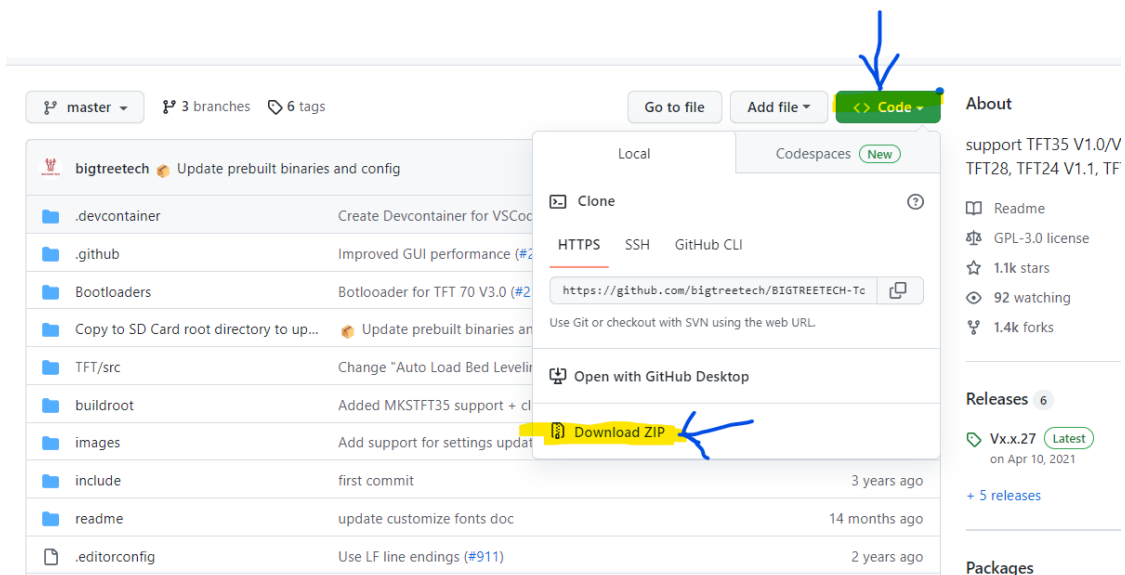 master
3 branches
6 tags
Go to file
Add file
<> Code
About
support TFT35 V1.0/V
TFT28, TFT24 V1.1, TF
Readme
GPL-3.0 license
1.1k stars
92 watching
1.4k forks
Releases 6
Vx.x.27 Latest
on Apr 10, 2021
+ 5 releases
Packages
Local
Codespaces New
Clone
HTTPS SSH GitHub CLI
https://github.com/bigtreetech/BIGTREETECH-Tc
Use Git or checkout with SVN using the web URL.
Open with GitHub Desktop
Download ZIP
bigtreetech Update prebuilt binaries and config
.devcontainer Create Devcontainer for VSCod
.github Improved GUI performance (#2
Bootloaders Botlooader for TFT 70 V3.0 (#2
Copy to SD Card root directory to up... Update prebuilt binaries an
TFT/src Change "Auto Load Bed Levelin
buildroot Added MKSTFT35 support + cl
images Add support for settings updat
include first commit 3 years ago
readme update customize fonts doc 14 months ago
.editorconfig Use LF line endings (#911) 2 years ago